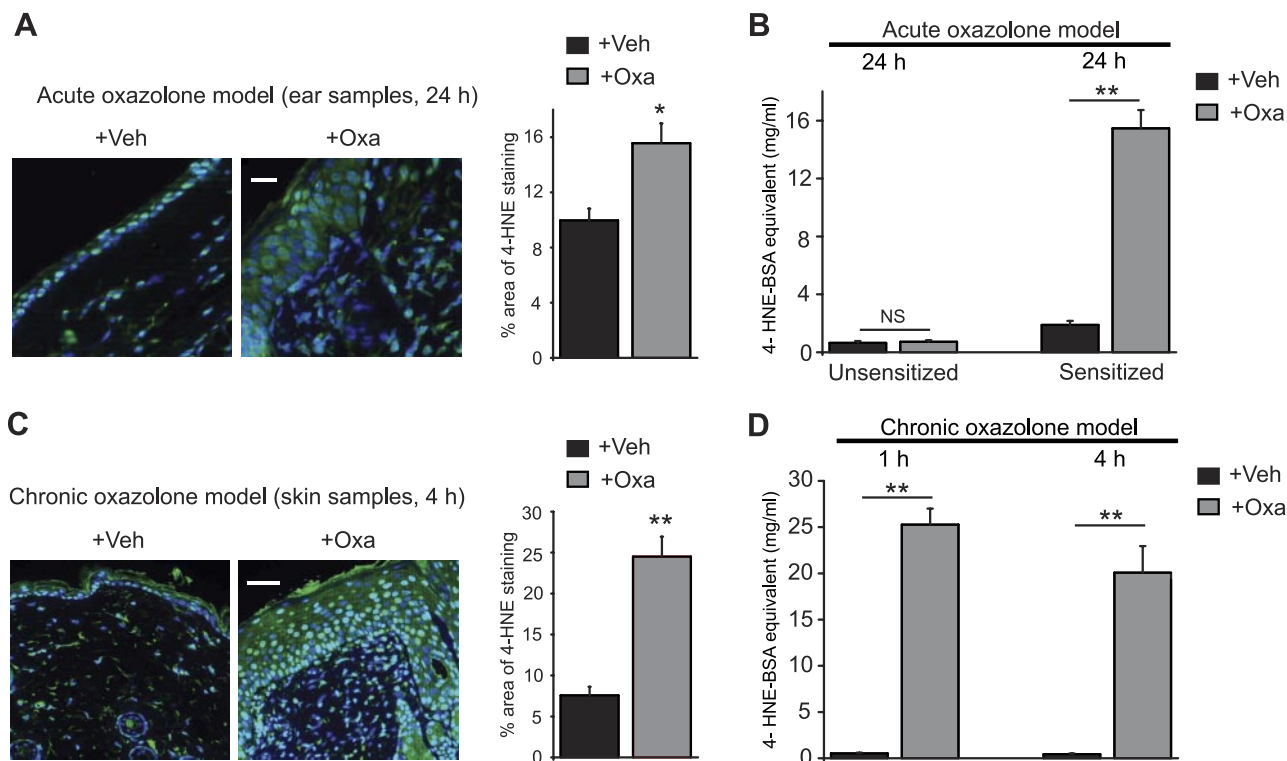 A
Acute oxazolone model (ear samples, 24 h)
+Veh
+Oxa
+Veh
+Oxa
% area of 4-HNE staining
16
12
8
4
0
*
B
Acute oxazolone model
24 h
24 h
+Veh
+Oxa
4- HNE-BSA equivalent (mg/ml)
16
12
8
4
0
NS
**
Unsensitized
Sensitized
C
Chronic oxazolone model (skin samples, 4 h)
+Veh
+Oxa
+Veh
+Oxa
% area of 4-HNE staining
30
25
20
15
10
5
0
**
D
Chronic oxazolone model
1 h
4 h
+Veh
+Oxa
4- HNE-BSA equivalent (mg/ml)
30
25
20
15
10
5
0
**
**